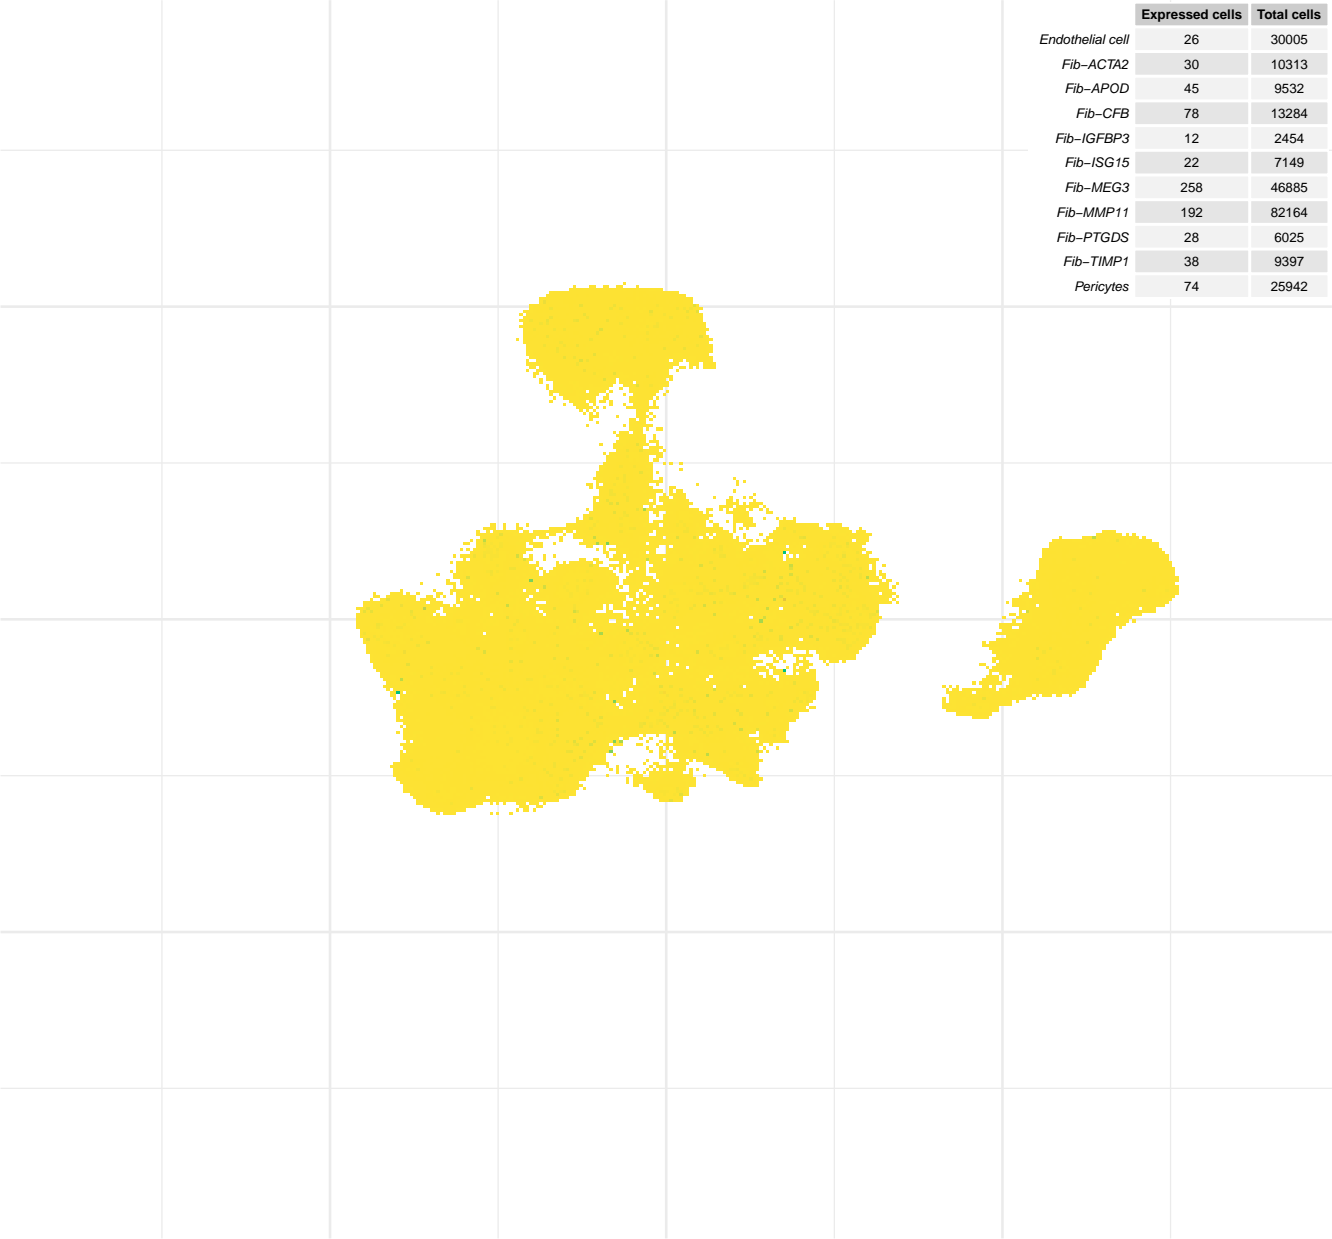 Expressed cells Total cells
Endothelial cell 26 30005
Fib−ACTA2 30 10313
Fib−APOD 45 9532
Fib−CFB 78 13284
Fib−IGFBP3 12 2454
Fib−ISG15 22 7149
Fib−MEG3 258 46885
Fib−MMP11 192 82164
Fib−PTGDS 28 6025
Fib−TIMP1 38 9397
Pericytes 74 25942